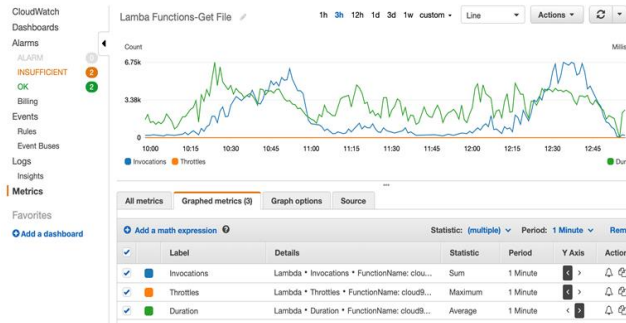 CloudWatch
Dashboards
Alarms
ALARM 0
INSUFFICIENT 2
OK 2
Billing
Events
Rules
Event Buses
Logs
Insights
Metrics
Favorites
Add a dashboard
Lamba Functions-Get File
1h 3h 12h 1d 3d 1w custom Line Actions
Count Millis
6.75k
3.38k
0
10:00 10:15 10:30 10:45 11:00 11:15 11:30 11:45 12:00 12:15 12:30 12:45
Invocations Throttles Dur
All metrics Graphed metrics (3) Graph options Source
Add a math expression Statistic: (multiple) Period: 1 Minute Rem
Label Details Statistic Period Y Axis Action
Invocations Lambda • Invocations • FunctionName: clou... Sum 1 Minute < >
Throttles Lambda • Throttles • FunctionName: cloud9... Maximum 1 Minute < >
Duration Lambda • Duration • FunctionName: cloud9... Average 1 Minute < >